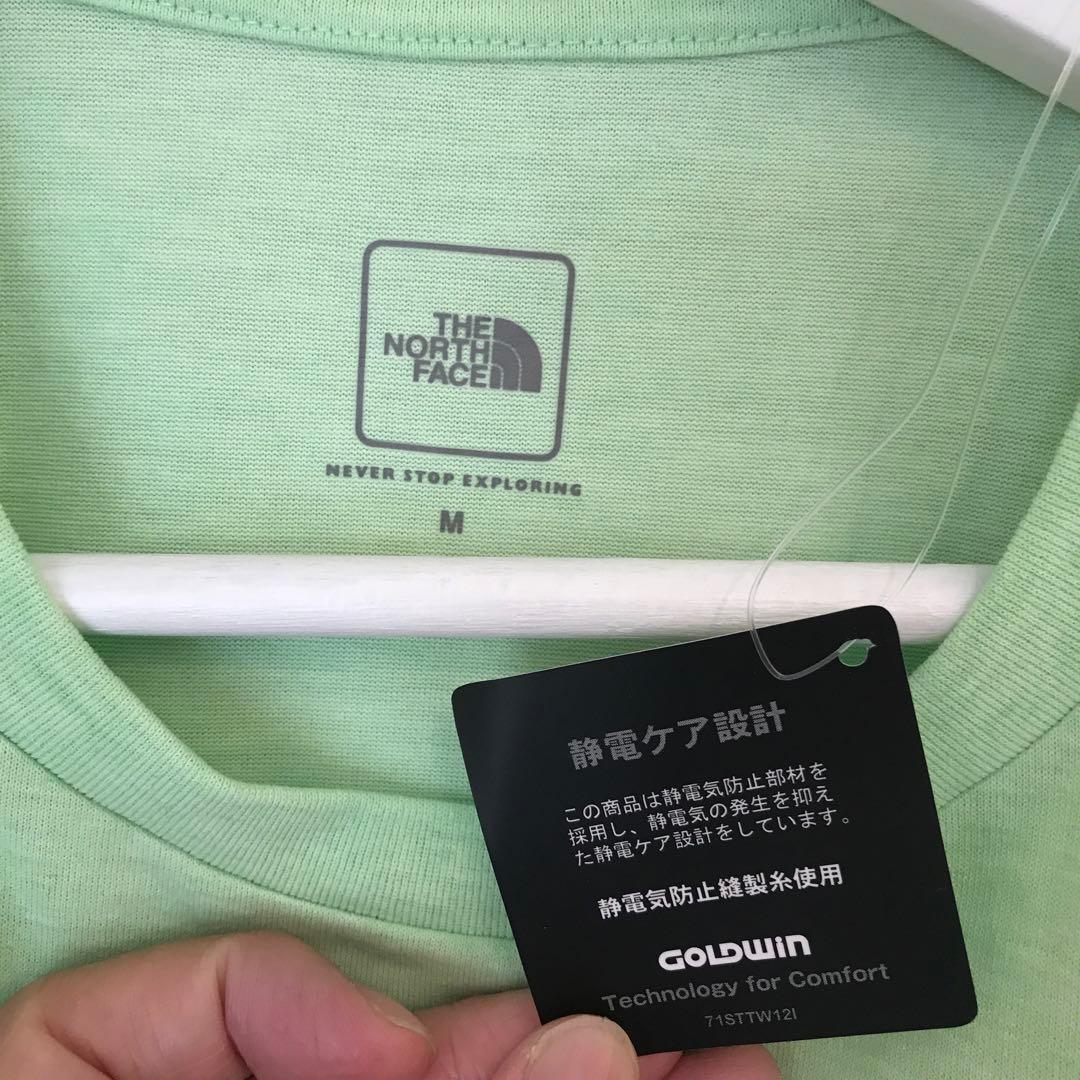 THE
NORTH
FACE
NEVER STOP EXPLORING
M
静電ケア設計
この商品は静電気防止部材を
採用し、静電気の発生を抑え
た静電ケア設計をしています。
静電気防止縫製糸使用
GOLDWIN
Technology for Comfort
71STTW12I